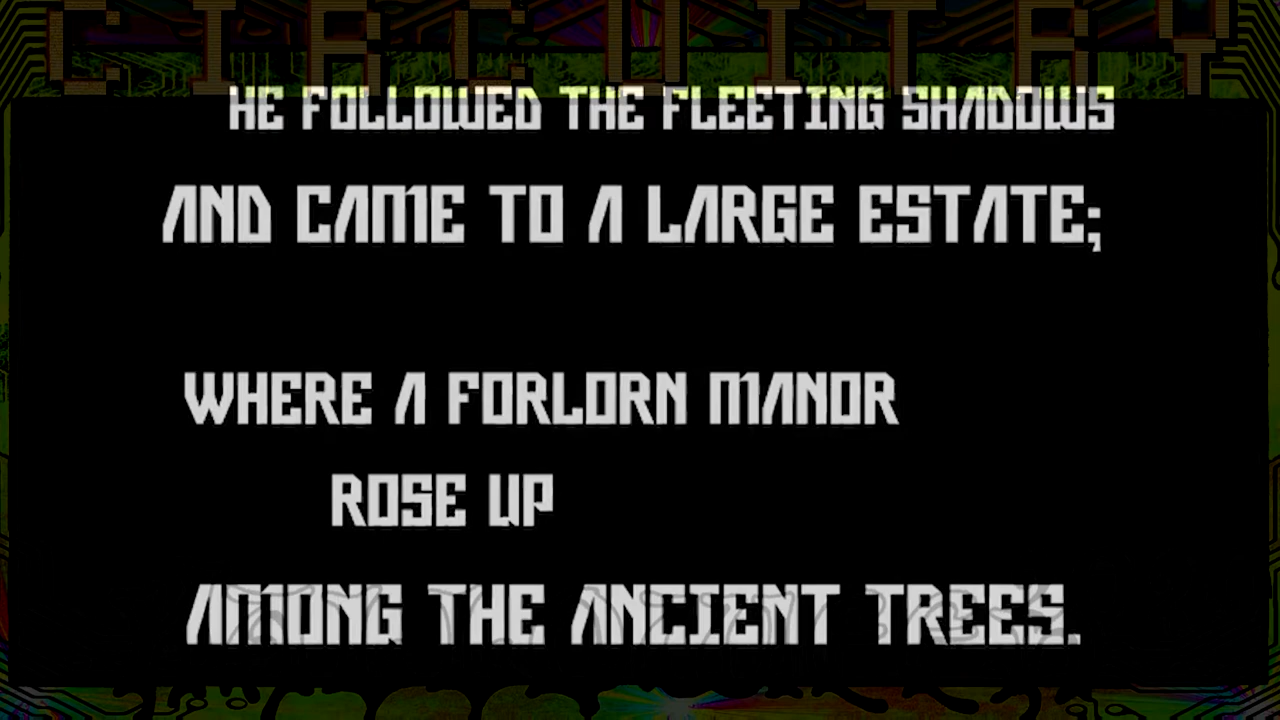 CIRCUITRY
HE FOLLOWED THE FLEETING SHADOWS
AND CAME TO A LARGE ESTATE;
WHERE A FORLORN MANOR
ROSE UP
AMONG THE ANCIENT TREES.